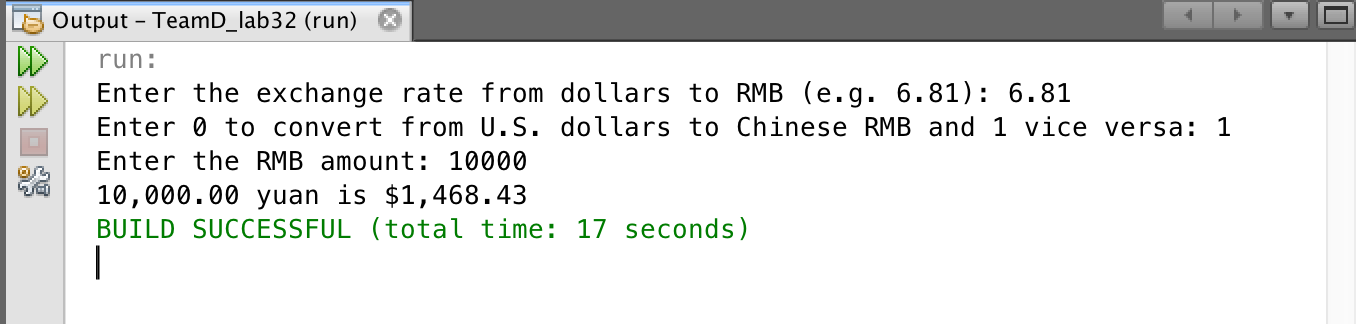 Output – TeamD_lab32 (run)
run:
Enter the exchange rate from dollars to RMB (e.g. 6.81): 6.81
Enter 0 to convert from U.S. dollars to Chinese RMB and 1 vice versa: 1
Enter the RMB amount: 10000
10,000.00 yuan is $1,468.43
BUILD SUCCESSFUL (total time: 17 seconds)